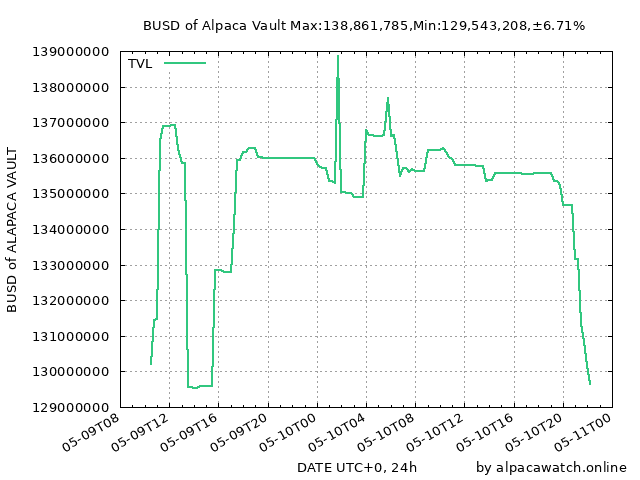 BUSD of Alpaca Vault Max:138,861,785,Min:129,543,208,±6.71%
TVL
139000000
138000000
137000000
136000000
135000000
134000000
133000000
132000000
131000000
130000000
129000000
BUSD of ALAPACA VAULT
05-09T08
05-09T12
05-09T16
05-09T20
05-10T00
05-10T04
05-10T08
05-10T12
05-10T16
05-10T20
05-11T00
DATE UTC+0, 24h
by alpacawatch.online